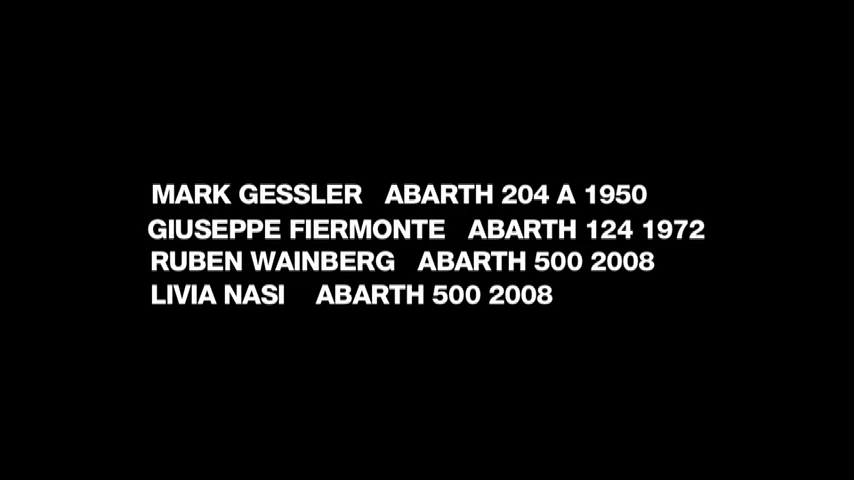 MARK GESSLER ABARTH 204 A 1950
GIUSEPPE FIERMONTE ABARTH 124 1972
RUBEN WAINBERG ABARTH 500 2008
LIVIA NASI ABARTH 500 2008